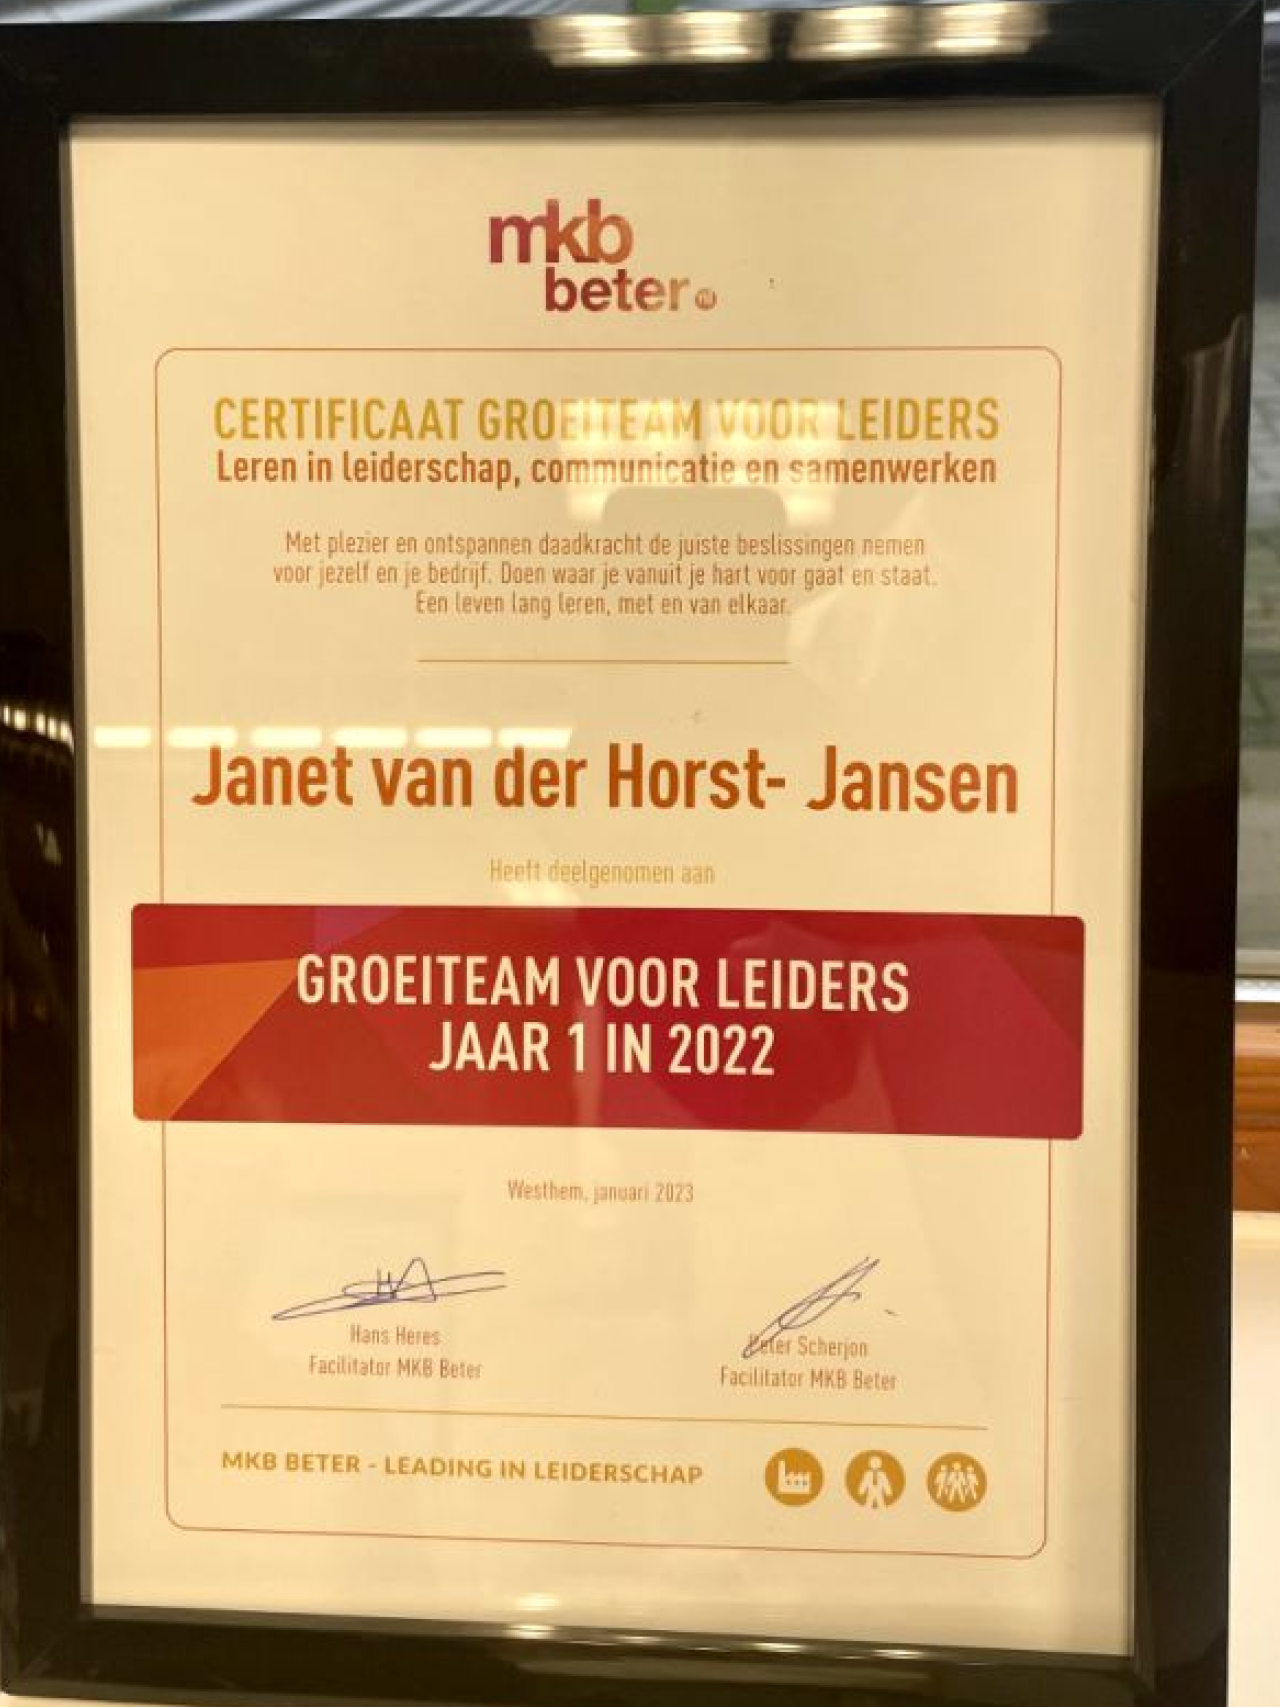 mkb
beter.nl
CERTIFICAAT GROEITEAM VOOR LEIDERS
Leren in leiderschap, communicatie en samenwerken
Met plezier en ontspannen daadkracht de juiste beslissingen nemen
voor jezelf en je bedrijf. Doen waar je vanuit je hart voor gaat en staat.
Een leven lang leren, met en van elkaar.
Janet van der Horst- Jansen
Heeft deelgenomen aan
GROEITEAM VOOR LEIDERS
JAAR 1 IN 2022
Westhem, januari 2023
Hans Heres
Facilitator MKB Beter
Peter Scherjon
Facilitator MKB Beter
MKB BETER - LEADING IN LEIDERSCHAP